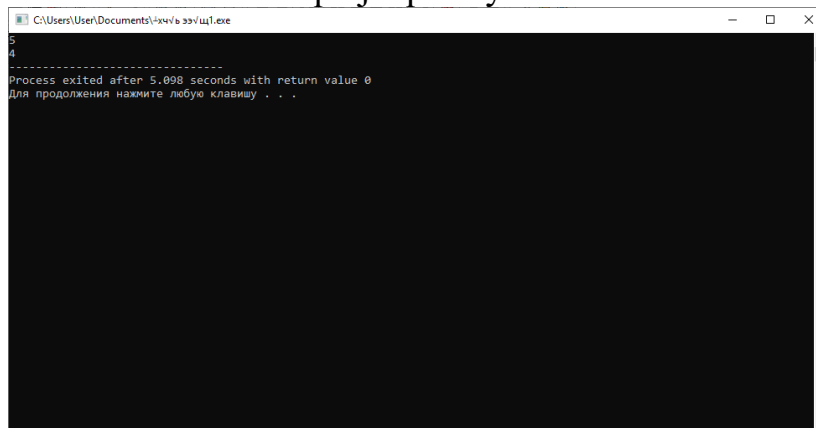 C:\Users\User\Documents\┴хч√ь ээ√щ1.exe
5
4
--------------------------------
Process exited after 5.098 seconds with return value 0
Для продолжения нажмите любую клавишу . . .